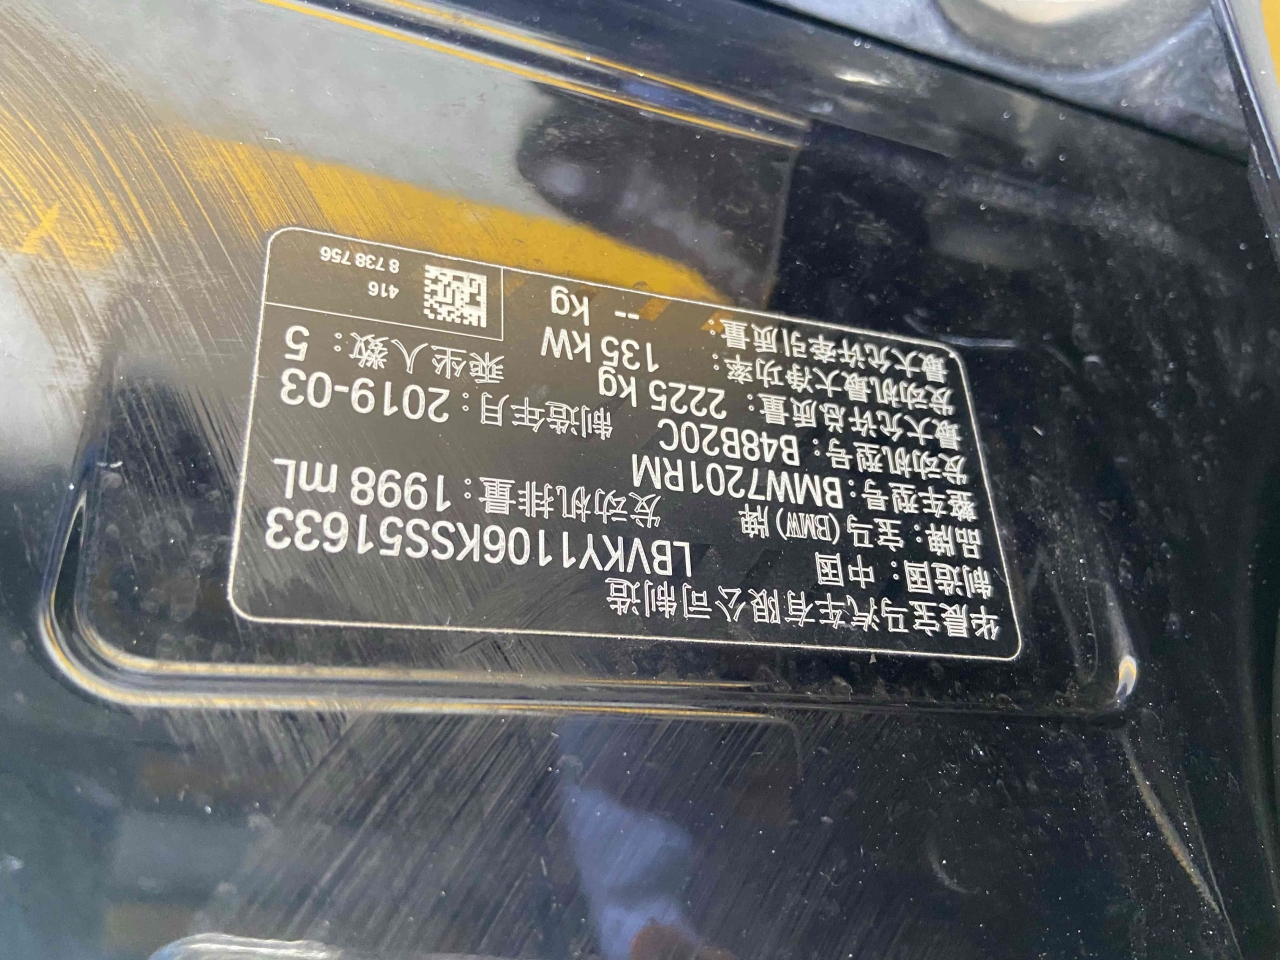 华晨宝马汽车有限公司制造
制造国：中国 LBVKY1106KSS51633
品牌：宝马(BMW)牌
整车型号：BMW7201RM 发动机排量：1998 mL
发动机型号：B48B20C
最大允许总质量：2225 kg 制造年月：2019-03
发动机最大净功率：135 kW 乘坐人数：5
最大允许牵引质量：-- kg
416
8 738 756